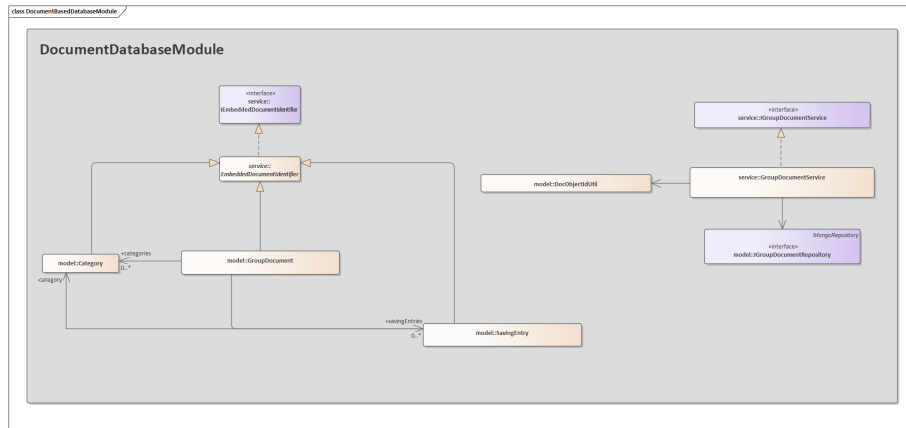 class DocumentBasedDatabaseModule
DocumentDatabaseModule
«interface»
service::
IEmbeddedDocumentIdentifier
«interface»
service::IGroupDocumentService
service::
EmbeddedDocumentIdentifier
model::DocObjectIdUtil
service::GroupDocumentService
MongoRepository
«interface»
model::IGroupDocumentRepository
+categories
0..*
model::Category
model::GroupDocument
-category
+savingEntries
0..*
model::SavingEntry